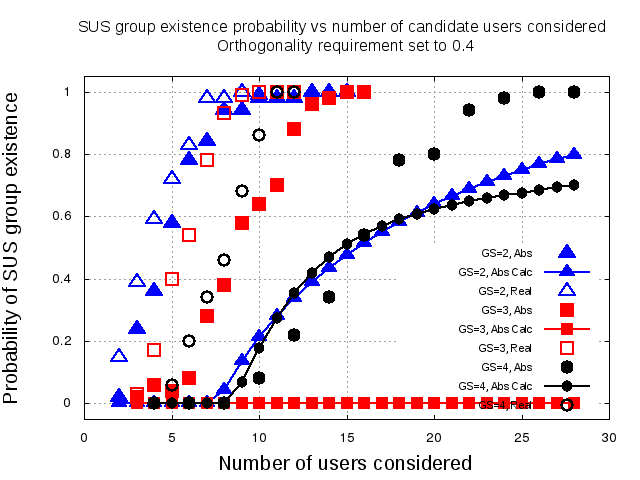 SUS group existence probability vs number of candidate users considered
Orthogonality requirement set to 0.4
Probability of SUS group existence
1
0.8
0.6
0.4
0.2
0
GS=2, Abs
GS=2, Abs Calc
GS=2, Real
GS=3, Abs
GS=3, Abs Calc
GS=3, Real
GS=4, Abs
GS=4, Abs Calc
GS=4, Real
0 5 10 15 20 25 30
Number of users considered